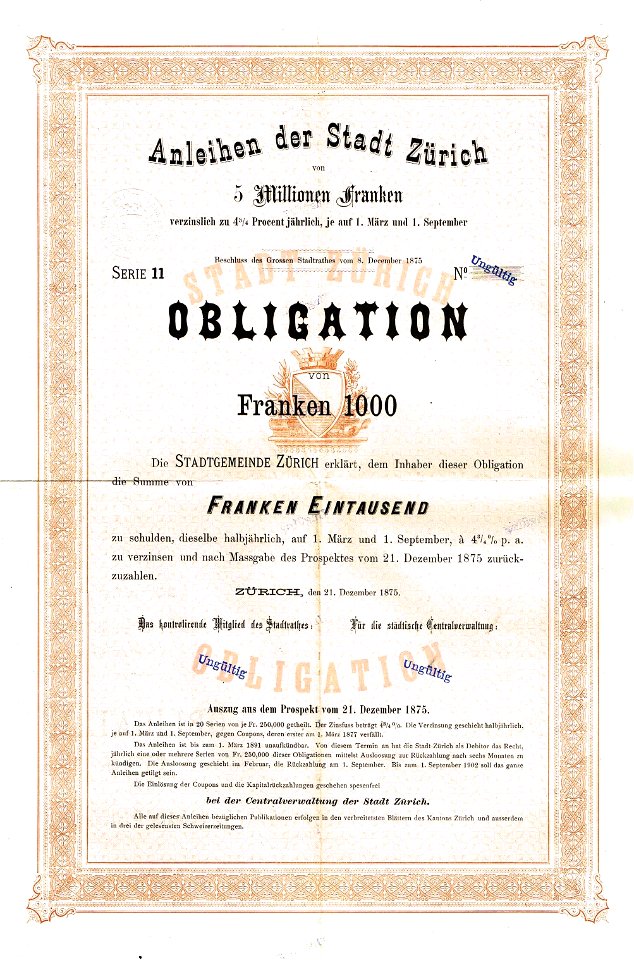 Anleihen der Stadt Zürich
von
5 Millionen Franken
verzinslich zu 4¾ Procent jährlich, je auf 1. März und 1. September
Beschluss des Grossen Stadtrathes vom 8. December 1875
STADT ZÜRICH
SERIE 11 Nº Ungültig
OBLIGATION
von
Franken 1000
Die STADTGEMEINDE ZÜRICH erklärt, dem Inhaber dieser Obligation
die Summe von
FRANKEN EINTAUSEND
zu schulden, dieselbe halbjährlich, auf 1. März und 1. September, à 4¾% p. a.
zu verzinsen und nach Massgabe des Prospektes vom 21. Dezember 1875 zurück-
zuzahlen.
ZÜRICH, den 21. Dezember 1875.
Das kontrolirende Mitglied des Stadtrathes: Für die städtische Centralverwaltung:
OBLIGATION
Ungültig Ungültig
Auszug aus dem Prospekt vom 21. Dezember 1875.
Das Anleihen ist in 20 Serien von je Fr. 250,000 getheilt. Der Zinsfuss beträgt 4¾%. Die Verzinsung geschieht halbjährlich,
je auf 1. März und 1. September, gegen Coupons, deren erster am 1. März 1877 verfällt.
Das Anleihen ist bis zum 1. März 1891 unaufkündbar. Von diesem Termin an hat die Stadt Zürich als Debitor das Recht,
jährlich eine oder mehrere Serien von Fr. 250,000 dieser Obligationen mittelst Ausloosung zur Rückzahlung nach sechs Monaten zu
kündigen. Die Ausloosung geschieht im Februar, die Rückzahlung am 1. September. Bis zum 1. September 1902 soll das ganze
Anleihen getilgt sein.
Die Einlösung der Coupons und die Kapitalrückzahlungen geschehen spesenfrei
bei der Centralverwaltung der Stadt Zürich.
Alle auf dieses Anleihen bezüglichen Publikationen erfolgen in den verbreitetsten Blättern des Kantons Zürich und ausserdem
in drei der gelesensten Schweizerzeitungen.